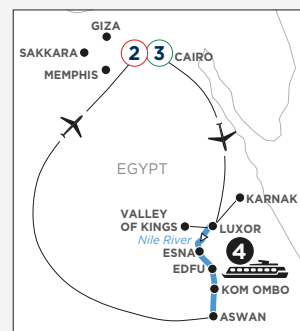 GIZA
SAKKARA
2 3 CAIRO
MEMPHIS
EGYPT
KARNAK
VALLEY
OF KINGS
LUXOR
Nile River
4
ESNA
EDFU
KOM OMBO
ASWAN